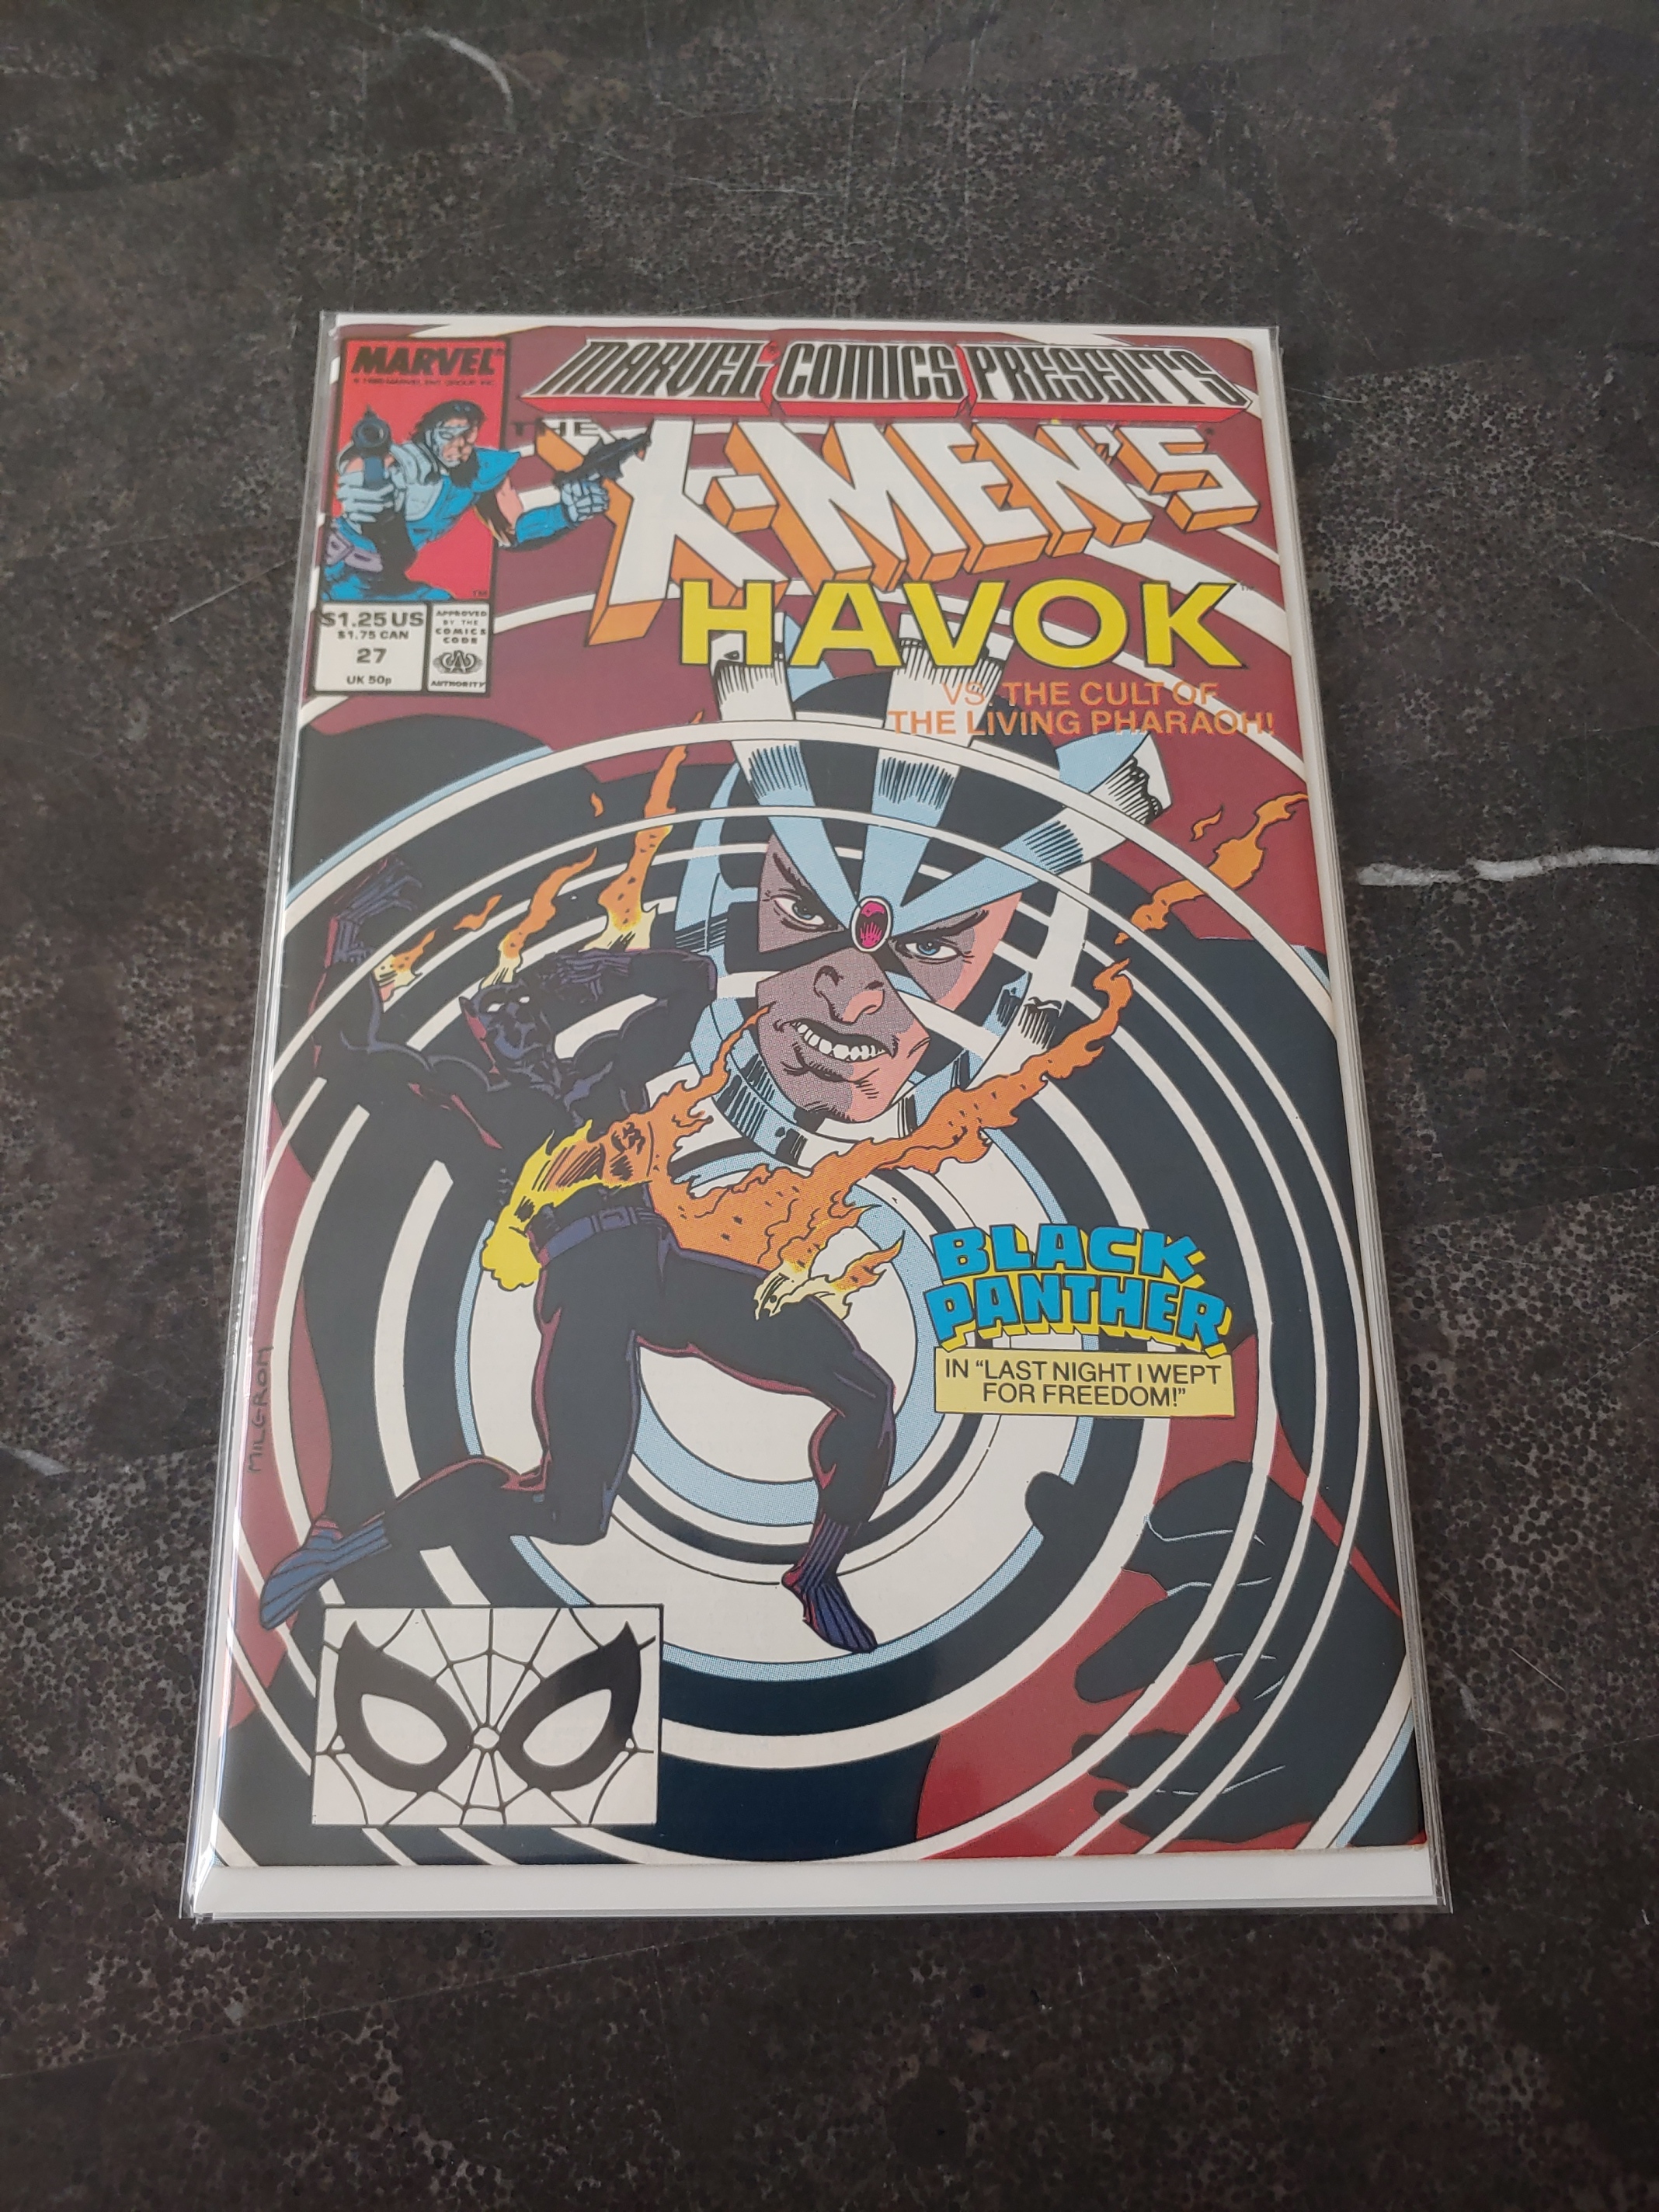 MARVEL
MARVEL COMICS PRESENTS
THE
X-MEN'S
HAVOK
VS. THE CULT OF
THE LIVING PHARAOH!
$1.25 US
$1.75 CAN
27
UK 50p
APPROVED
BY THE
COMICS
CODE
AUTHORITY
BLACK
PANTHER
IN "LAST NIGHT I WEPT
FOR FREEDOM!"
MILGROM